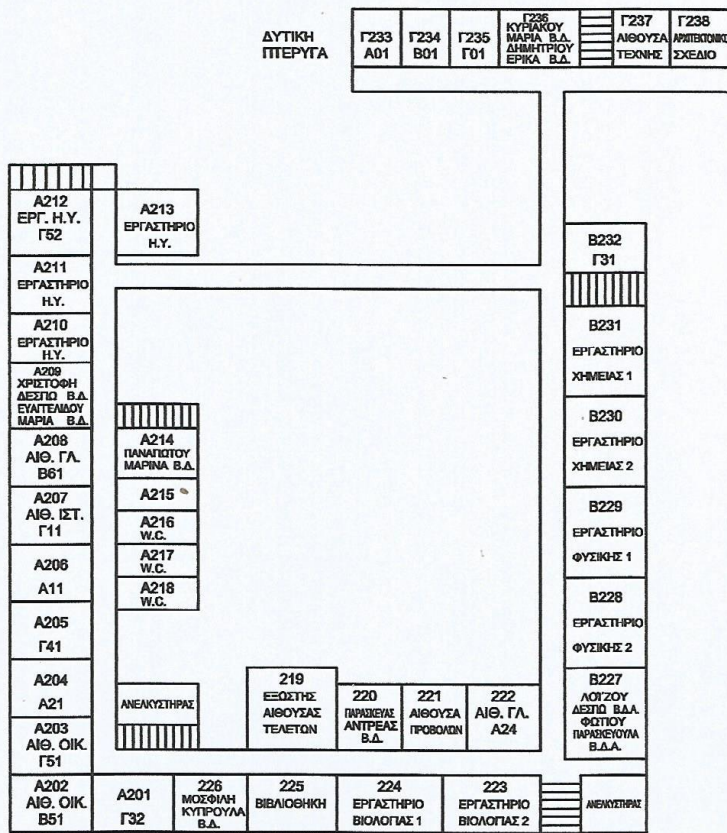 ΔΥΤΙΚΗ
ΠΤΕΡΥΓΑ
Γ233
Α01
Γ234
Β01
Γ235
Γ01
Γ236
ΚΥΡΙΑΚΟΥ
ΜΑΡΙΑ Β.Δ.
ΔΗΜΗΤΡΙΟΥ
ΕΡΙΚΑ Β.Δ.
Γ237
ΑΙΘΟΥΣΑ
ΤΕΧΝΗΣ
Γ238
ΑΡΧΙΤΕΚΤΟΝΙΚΟ
ΣΧΕΔΙΟ
Α212
ΕΡΓ. Η.Υ.
Γ52
Α213
ΕΡΓΑΣΤΗΡΙΟ
Η.Υ.
Α211
ΕΡΓΑΣΤΗΡΙΟ
Η.Υ.
Α210
ΕΡΓΑΣΤΗΡΙΟ
Η.Υ.
Α209
ΧΡΙΣΤΟΦΗ
ΔΕΣΠΩ Β.Δ.
ΕΥΑΓΓΕΛΙΔΟΥ
ΜΑΡΙΑ Β.Δ.
Α208
ΑΙΘ. ΓΛ.
Β61
Α207
ΑΙΘ. ΙΣΤ.
Γ11
Α206
Α11
Α205
Γ41
Α204
Α21
Α203
ΑΙΘ. ΟΙΚ.
Γ51
Α202
ΑΙΘ. ΟΙΚ.
Β51
Α214
ΠΑΝΑΓΙΩΤΟΥ
ΜΑΡΙΝΑ Β.Δ.
Α215
Α216
W.C.
Α217
W.C.
Α218
W.C.
ΑΝΕΛΚΥΣΤΗΡΑΣ
219
ΕΞΩΣΤΗΣ
ΑΙΘΟΥΣΑΣ
ΤΕΛΕΤΩΝ
220
ΠΑΡΑΣΚΕΥΑΣ
ΑΝΤΡΕΑΣ
Β.Δ.
221
ΑΙΘΟΥΣΑ
ΠΡΟΒΟΛΩΝ
222
ΑΙΘ. ΓΛ.
Α24
Β232
Γ31
Β231
ΕΡΓΑΣΤΗΡΙΟ
ΧΗΜΕΙΑΣ 1
Β230
ΕΡΓΑΣΤΗΡΙΟ
ΧΗΜΕΙΑΣ 2
Β229
ΕΡΓΑΣΤΗΡΙΟ
ΦΥΣΙΚΗΣ 1
Β228
ΕΡΓΑΣΤΗΡΙΟ
ΦΥΣΙΚΗΣ 2
Β227
ΛΟΪΖΟΥ
ΔΕΣΠΩ Β.Δ.Α.
ΦΩΤΙΟΥ
ΠΑΡΑΣΚΕΥΟΥΛΑ
Β.Δ.Α.
Α201
Γ32
226
ΜΟΣΦΙΛΗ
ΚΥΠΡΟΥΛΑ
Β.Δ.
225
ΒΙΒΛΙΟΘΗΚΗ
224
ΕΡΓΑΣΤΗΡΙΟ
ΒΙΟΛΟΓΙΑΣ 1
223
ΕΡΓΑΣΤΗΡΙΟ
ΒΙΟΛΟΓΙΑΣ 2
ΑΝΕΛΚΥΣΤΗΡΑΣ